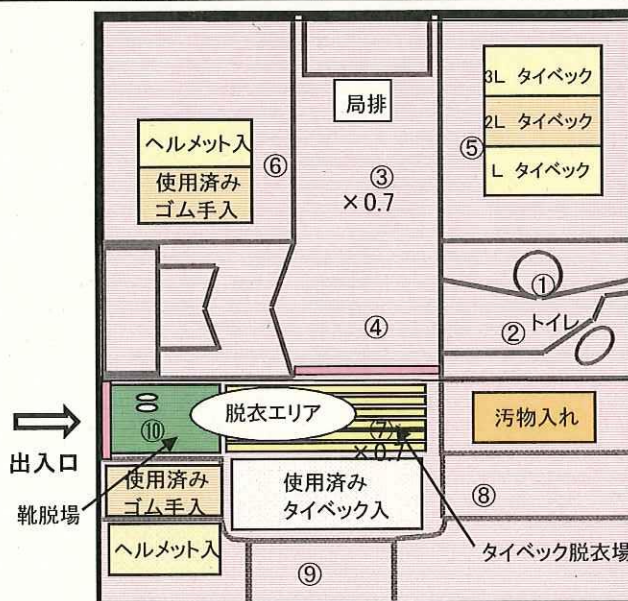 局排
3L タイベック
2L タイベック
L タイベック
ヘルメット入
使用済み
ゴム手入
⑥
③
×0.7
⑤
①
④
②
トイレ
⑩
脱衣エリア
(7)
×0.7
汚物入れ
出入口
使用済み
ゴム手入
使用済み
タイベック入
⑧
靴脱場
ヘルメット入
タイベック脱衣場
⑨